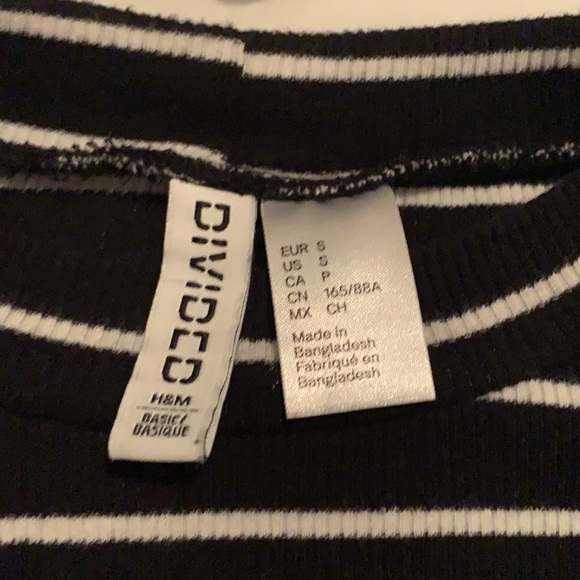 DIVIDED
H&M
BASIC/
BASIQUE
EUR S
US S
CA P
CN 165/88A
MX CH
Made in
Bangladesh
Fabriqué en
Bangladesh